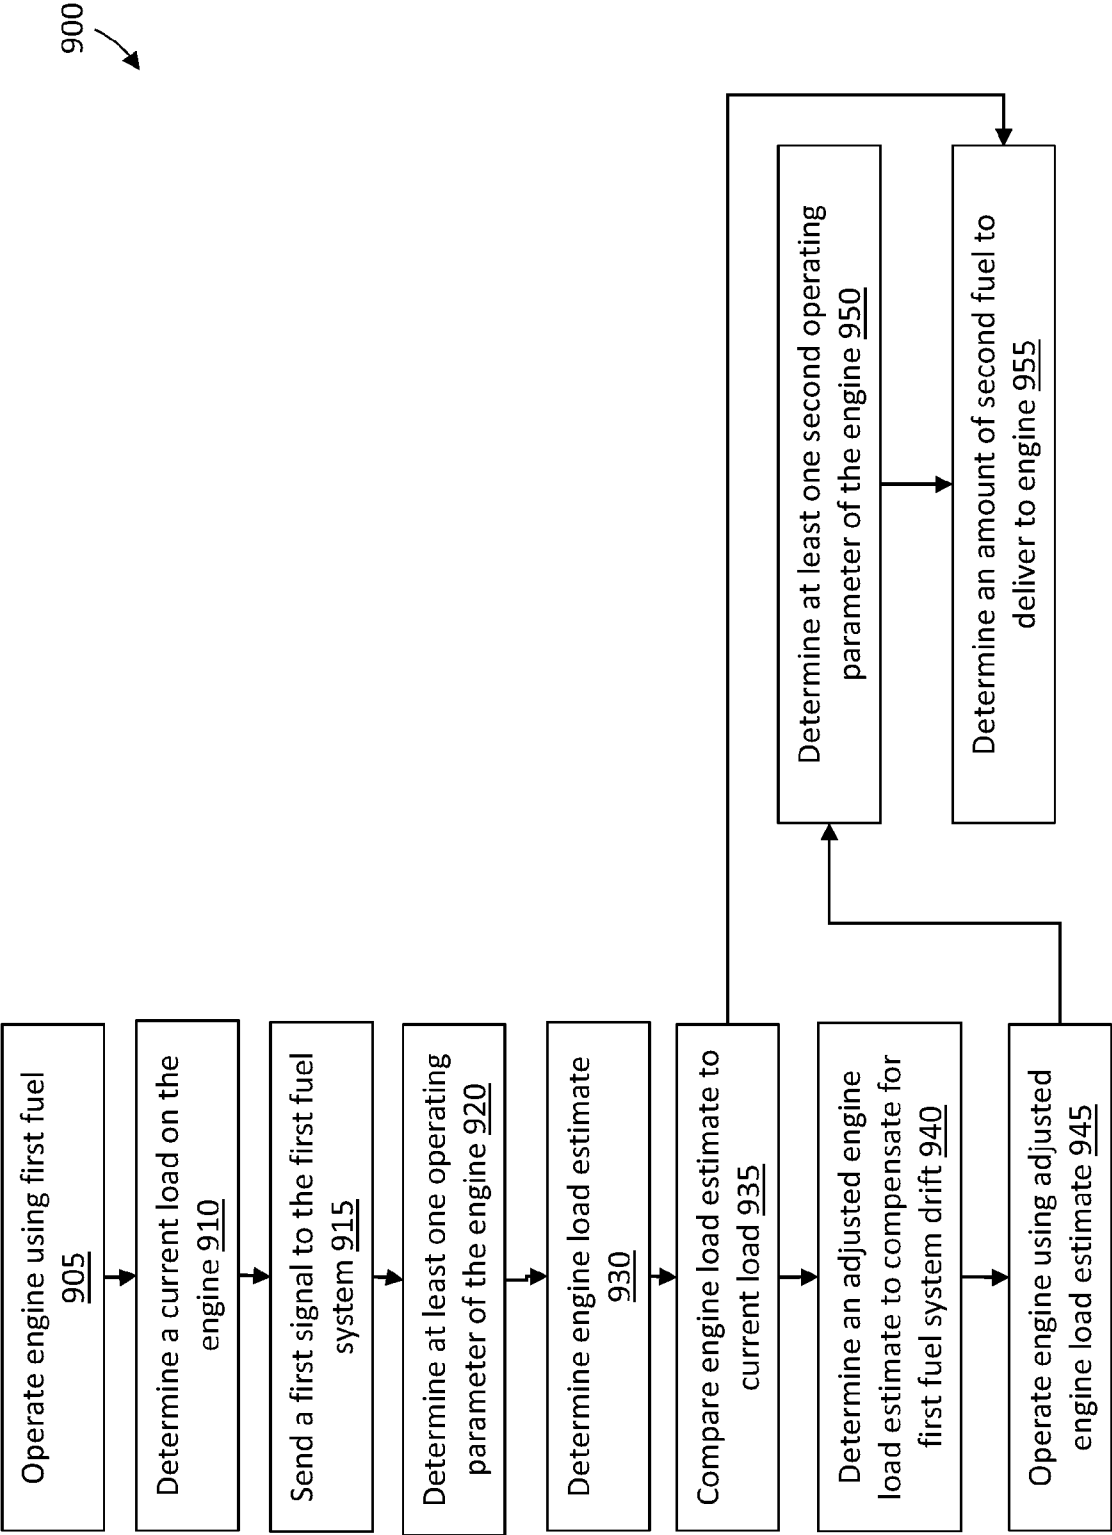 900
Operate engine using first fuel
905
Determine a current load on the
engine 910
Send a first signal to the first fuel
system 915
Determine at least one operating
parameter of the engine 920
Determine engine load estimate
930
Compare engine load estimate to
current load 935
Determine an adjusted engine
load estimate to compensate for
first fuel system drift 940
Operate engine using adjusted
engine load estimate 945
Determine at least one second operating
parameter of the engine 950
Determine an amount of second fuel to
deliver to engine 955